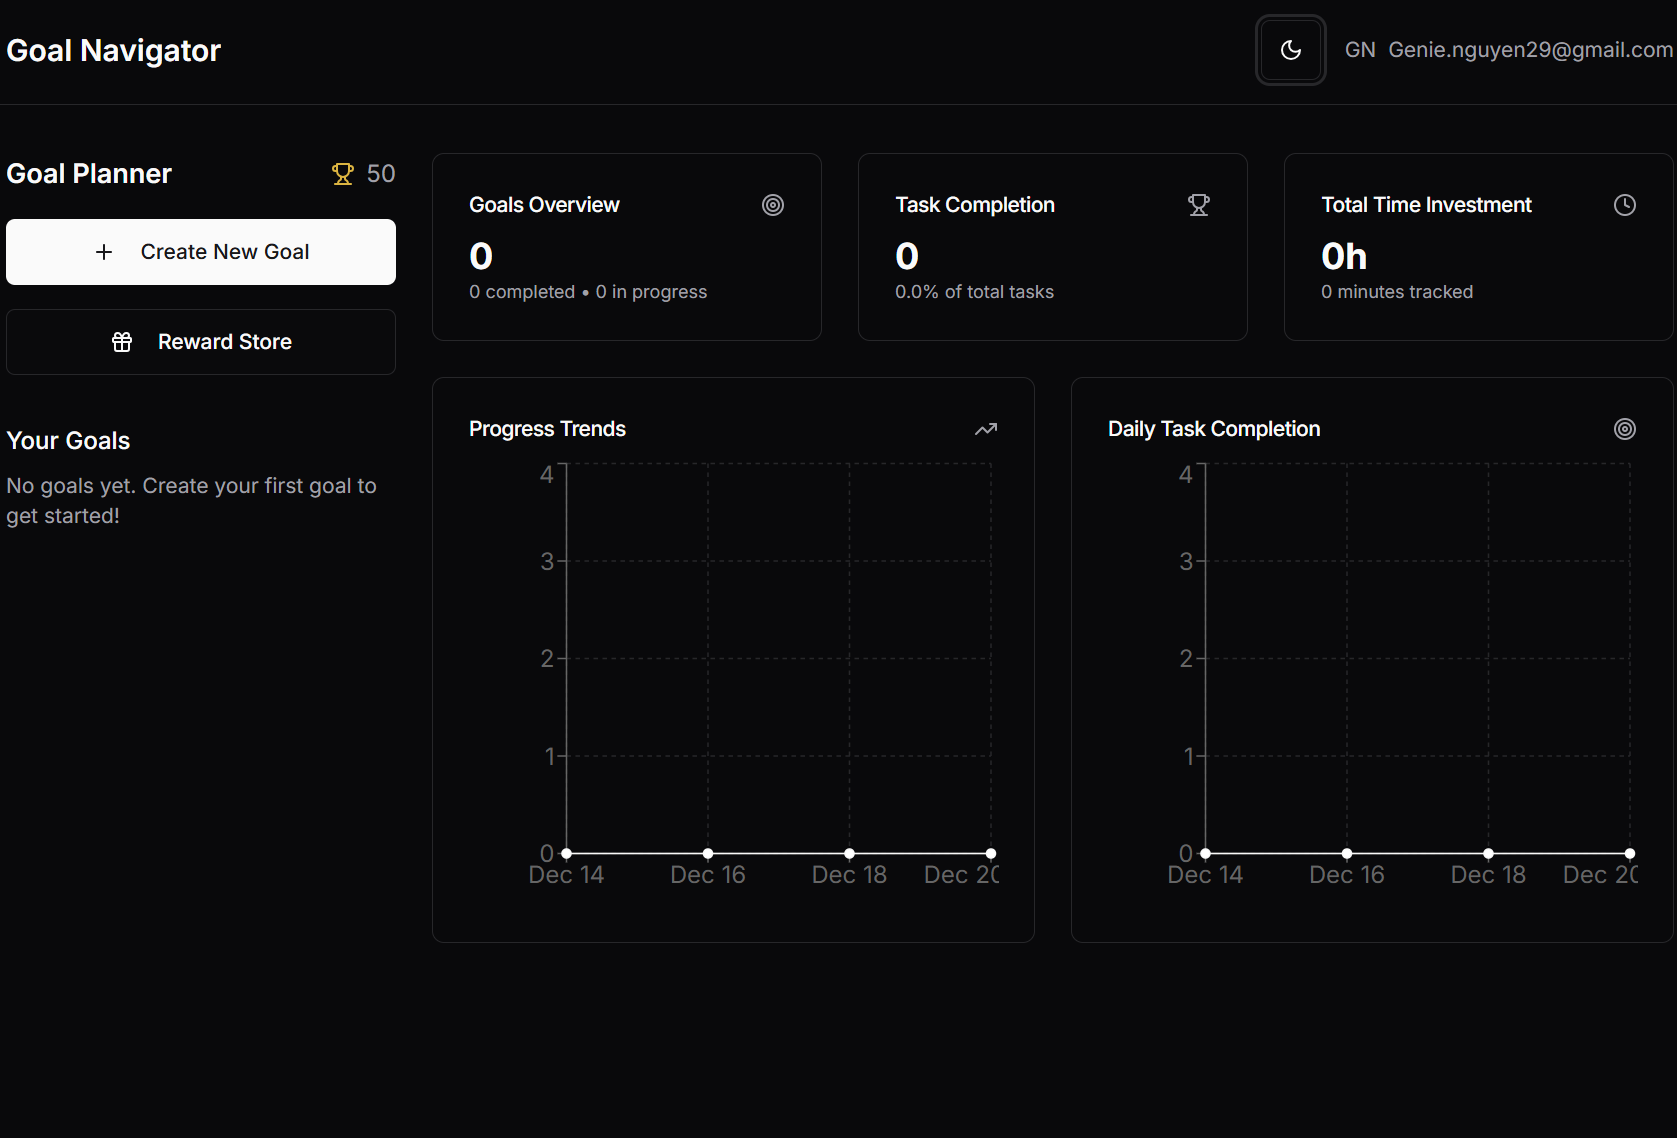 Goal Navigator
GN Genie.nguyen29@gmail.com
Goal Planner
50
Create New Goal
Reward Store
Your Goals
No goals yet. Create your first goal to
get started!
Goals Overview
0
0 completed • 0 in progress
Task Completion
0
0.0% of total tasks
Total Time Investment
0h
0 minutes tracked
Progress Trends
4
3
2
1
0
Dec 14 Dec 16 Dec 18 Dec 20
Daily Task Completion
4
3
2
1
0
Dec 14 Dec 16 Dec 18 Dec 20